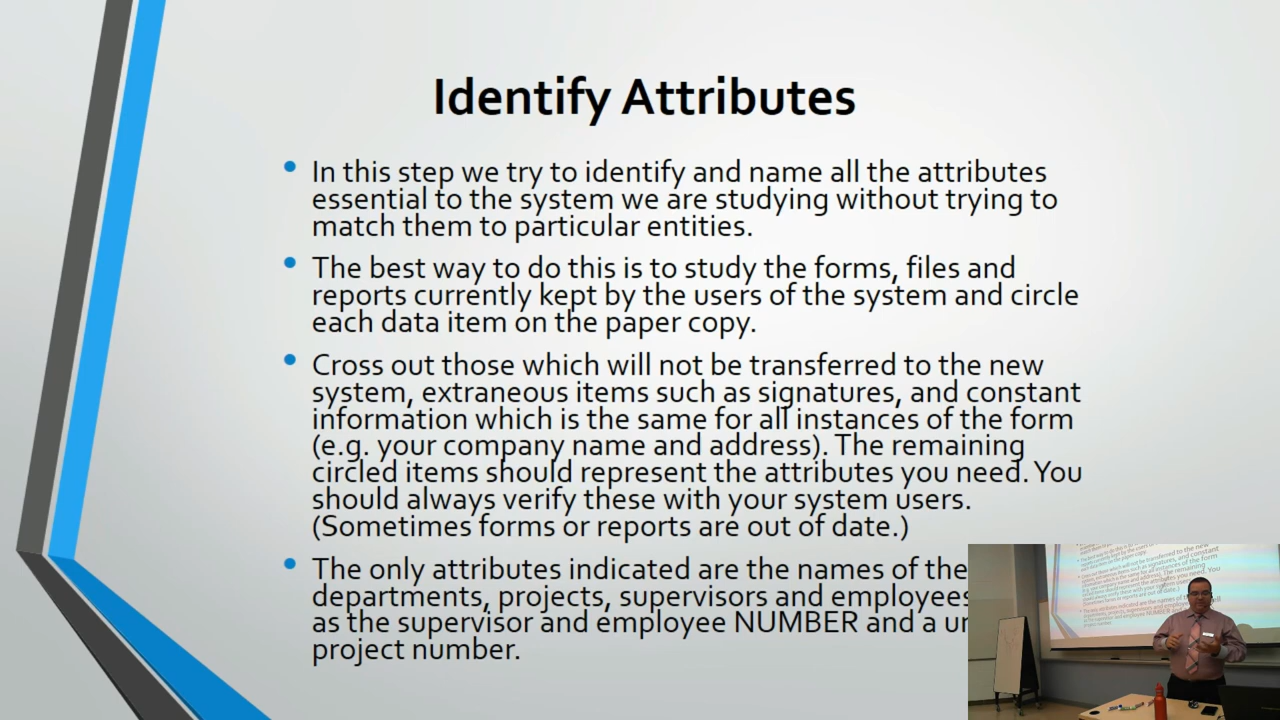 Identify Attributes
• In this step we try to identify and name all the attributes
essential to the system we are studying without trying to
match them to particular entities.
• The best way to do this is to study the forms, files and
reports currently kept by the users of the system and circle
each data item on the paper copy.
• Cross out those which will not be transferred to the new
system, extraneous items such as signatures, and constant
information which is the same for all instances of the form
(e.g. your company name and address). The remaining
circled items should represent the attributes you need. You
should always verify these with your system users.
(Sometimes forms or reports are out of date.)
• The only attributes indicated are the names of the
departments, projects, supervisors and employees
as the supervisor and employee NUMBER and a
project number.